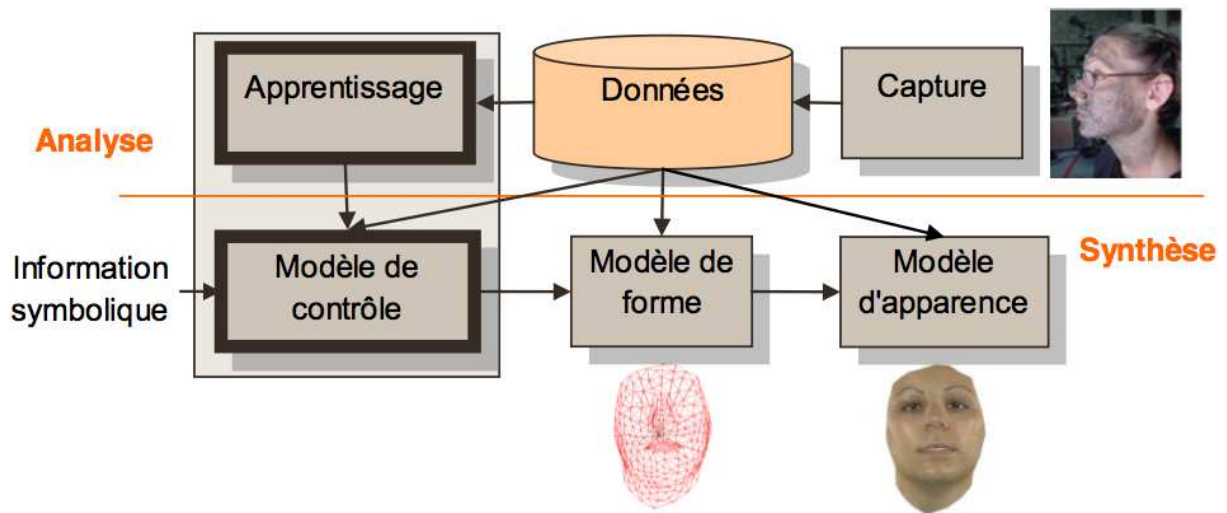 Apprentissage
Données
Capture
Analyse
Information
symbolique
Modèle de
contrôle
Modèle de
forme
Modèle
d'apparence
Synthèse